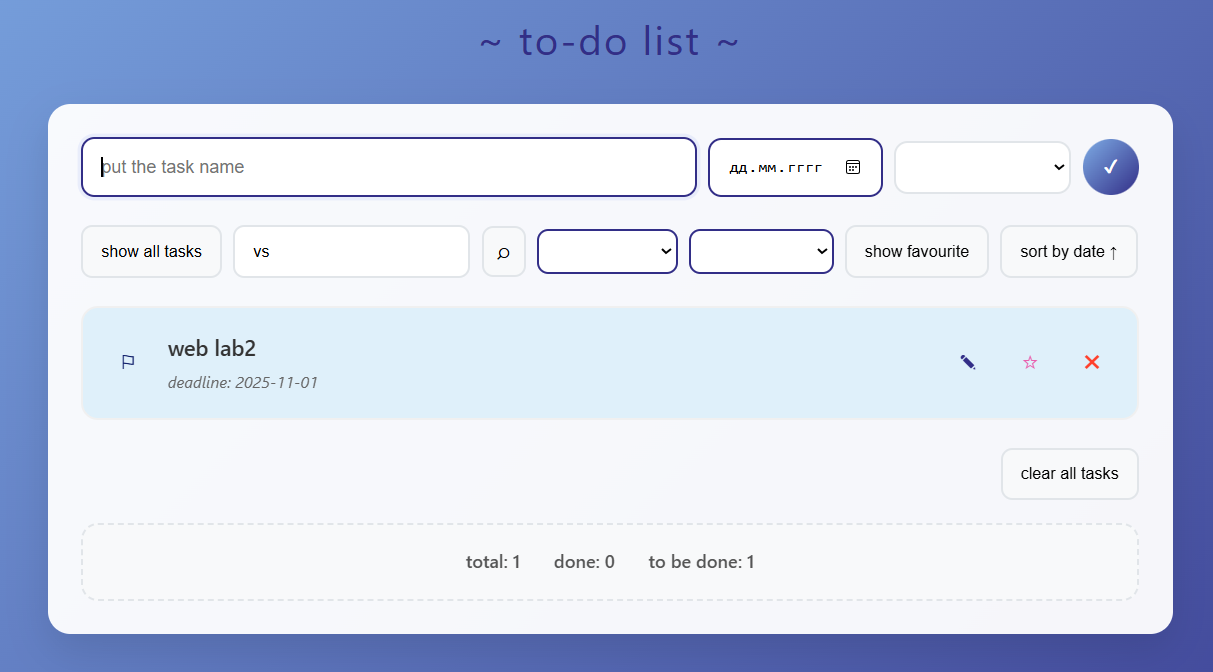 ~ to-do list ~
put the task name дд.мм.гггг ✓
show all tasks vs show favourite sort by date ↑
web lab2
deadline: 2025-11-01
clear all tasks
total: 1 done: 0 to be done: 1